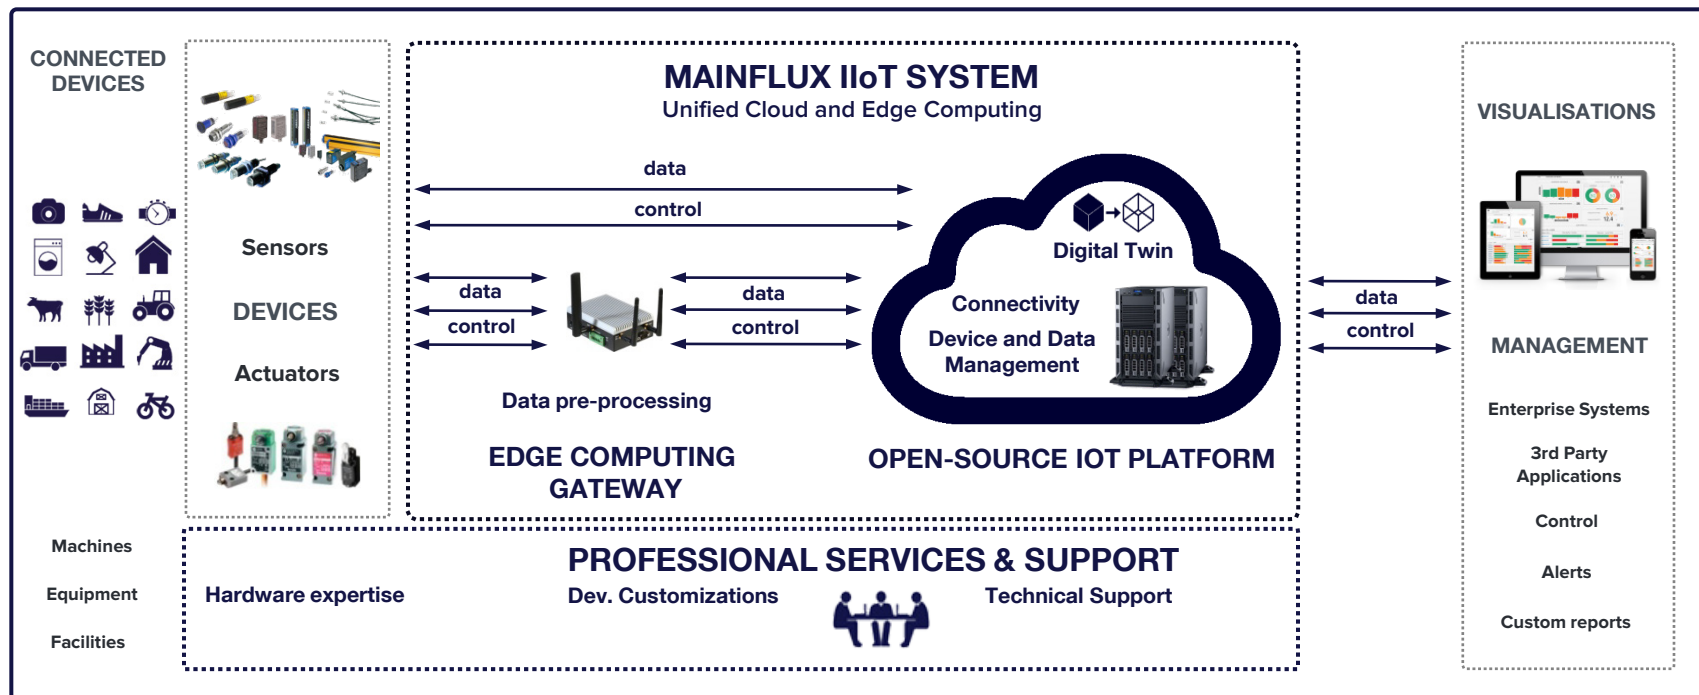 CONNECTED
DEVICES
Machines
Equipment
Facilities
Sensors
DEVICES
Actuators
MAINFLUX IIoT SYSTEM
Unified Cloud and Edge Computing
data
control
data
control
data
control
Data pre-processing
EDGE COMPUTING
GATEWAY
Digital Twin
Connectivity
Device and Data
Management
OPEN-SOURCE IOT PLATFORM
data
control
PROFESSIONAL SERVICES & SUPPORT
Hardware expertise
Dev. Customizations
Technical Support
VISUALISATIONS
MANAGEMENT
Enterprise Systems
3rd Party
Applications
Control
Alerts
Custom reports